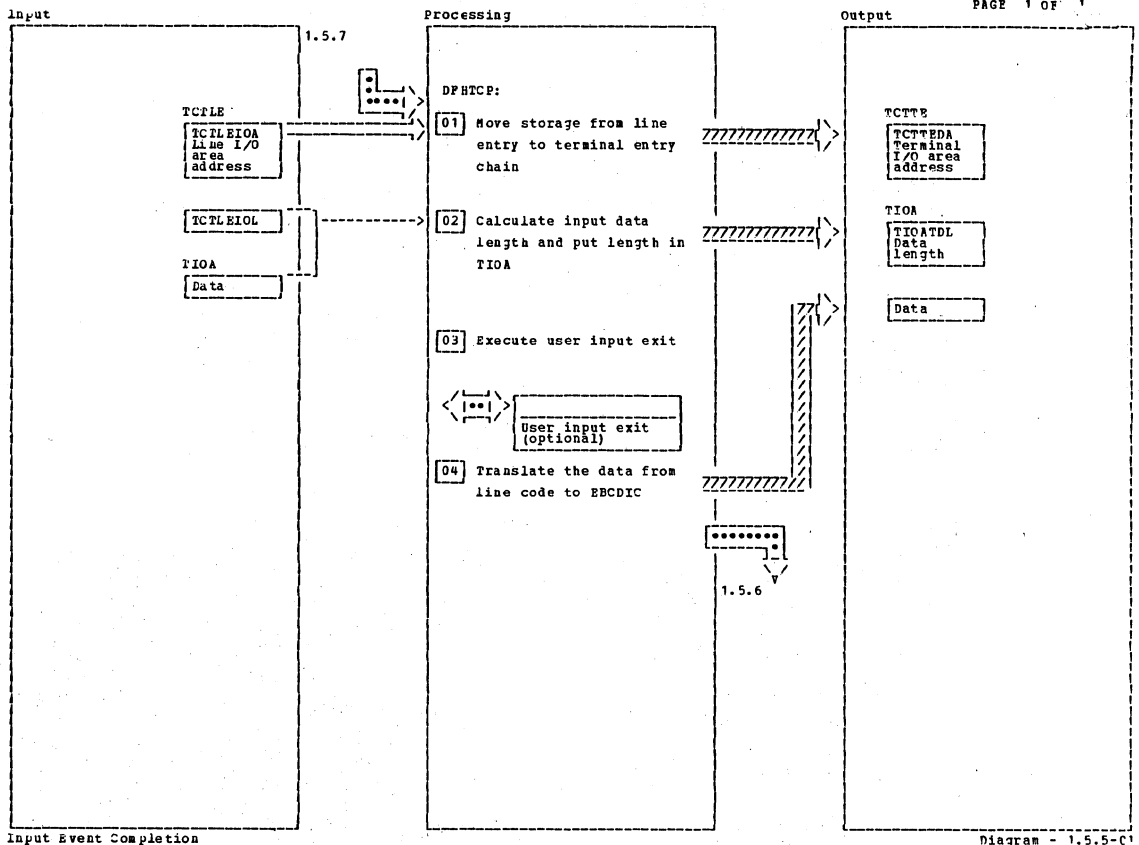 PAGE 1 OF 1
Input
Processing
Output
1.5.7
DFHTCP:
TCTLE
TCTLEIOA
Line I/O
area
address
01 Move storage from line
entry to terminal entry
chain
TCTTE
TCTTEDA
Terminal
I/O area
address
TCTLEIOL
02 Calculate input data
length and put length in
TIOA
TIOA
TIOATDL
Data
length
TIOA
Data
Data
03 Execute user input exit
User input exit
(optional)
04 Translate the data from
line code to EBCDIC
1.5.6
Input Event Completion
Diagram - 1.5.5-01